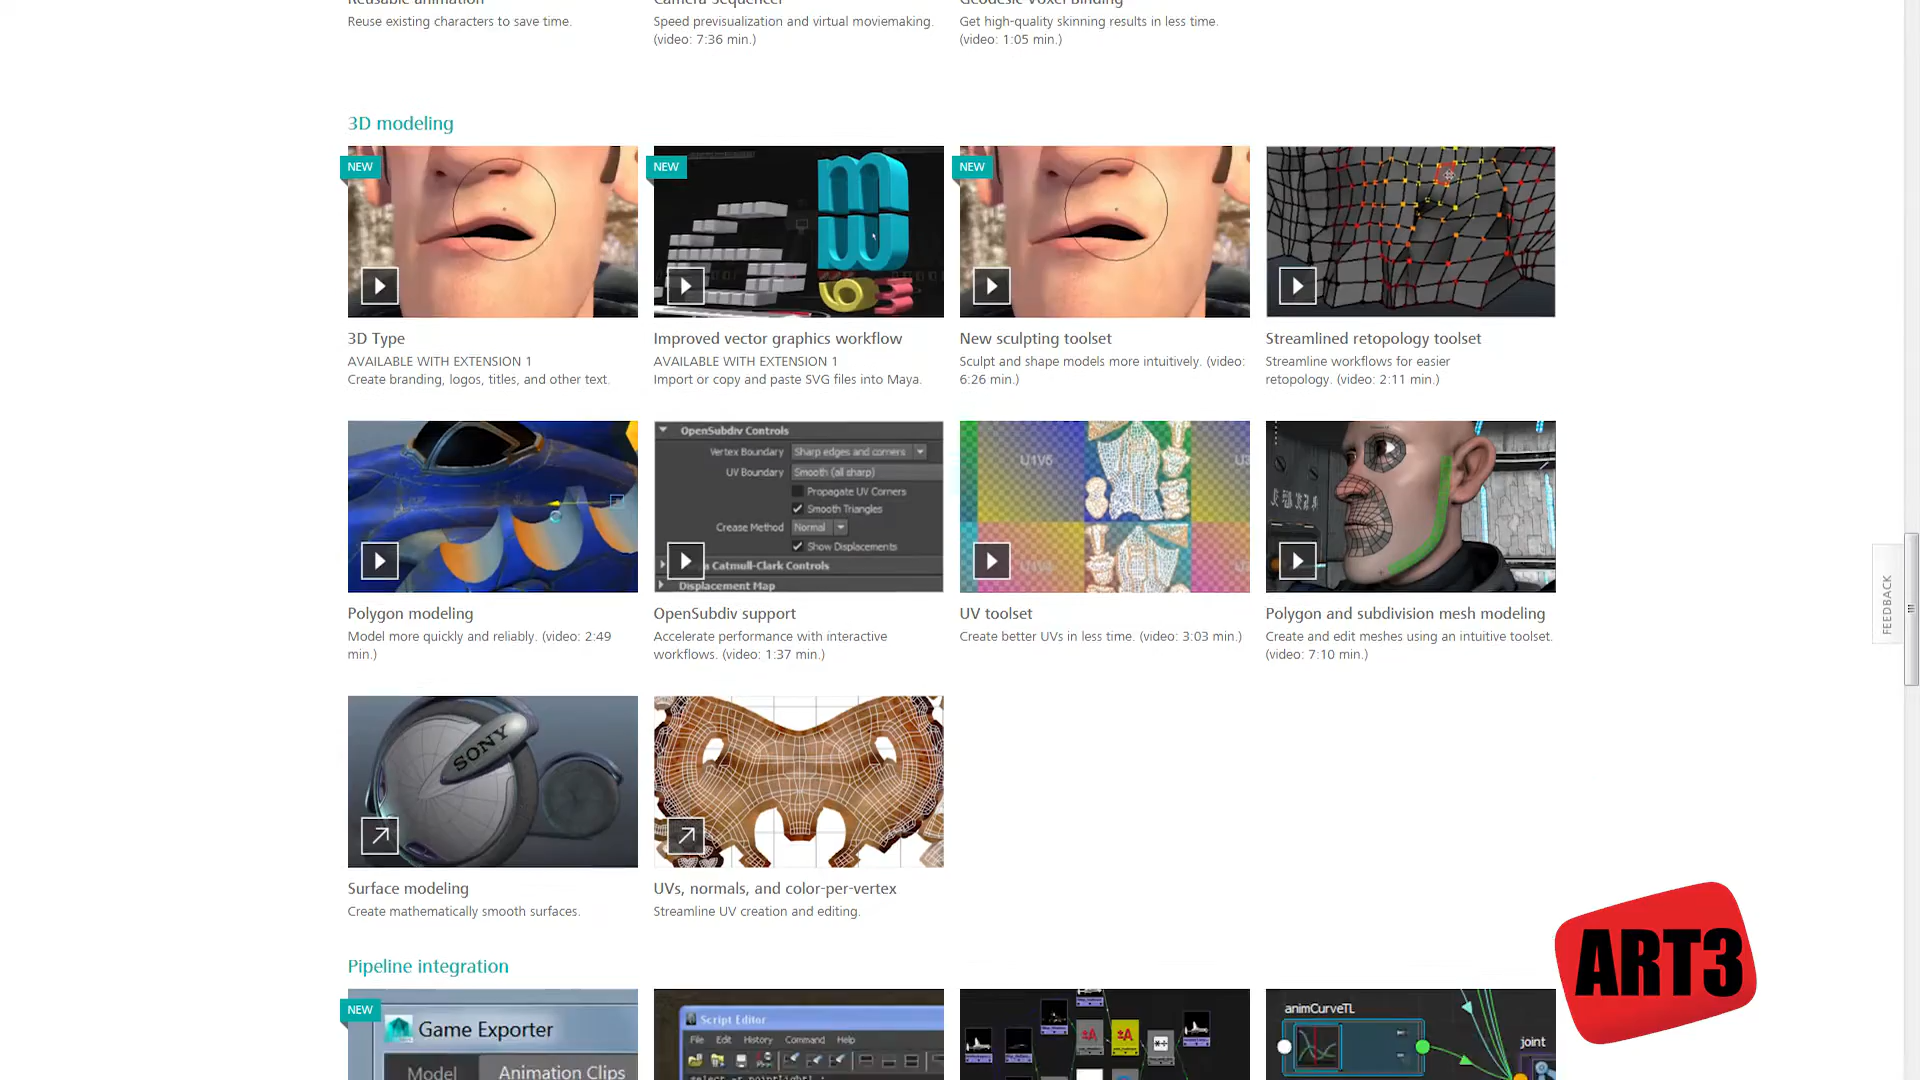 Reusable animation
Camera Sequencer
Geodesic Voxel Binding
Reuse existing characters to save time.
Speed previsualization and virtual moviemaking.
(video: 7:36 min.)
Get high-quality skinning results in less time.
(video: 1:05 min.)
3D modeling
NEW
NEW
NEW
3D Type
AVAILABLE WITH EXTENSION 1
Create branding, logos, titles, and other text.
Improved vector graphics workflow
AVAILABLE WITH EXTENSION 1
Import or copy and paste SVG files into Maya.
New sculpting toolset
Sculpt and shape models more intuitively. (video:
6:26 min.)
Streamlined retopology toolset
Streamline workflows for easier
retopology. (video: 2:11 min.)
OpenSubdiv Controls
Vertex Boundary Sharp edges and corners
UV Boundary Smooth (all sharp)
Propagate UV Corners
Smooth Triangles
Crease Method Normal
Show Displacements
a Catmull-Clark Controls
Displacement Map
U1V6
Polygon modeling
Model more quickly and reliably. (video: 2:49
min.)
OpenSubdiv support
Accelerate performance with interactive
workflows. (video: 1:37 min.)
UV toolset
Create better UVs in less time. (video: 3:03 min.)
Polygon and subdivision mesh modeling
Create and edit meshes using an intuitive toolset.
(video: 7:10 min.)
FEEDBACK
SONY
Surface modeling
Create mathematically smooth surfaces.
UVs, normals, and color-per-vertex
Streamline UV creation and editing.
ART3
Pipeline integration
NEW
Game Exporter
Model Animation Clips
Script Editor
File Edit History Command Help
animCurveTL
joint